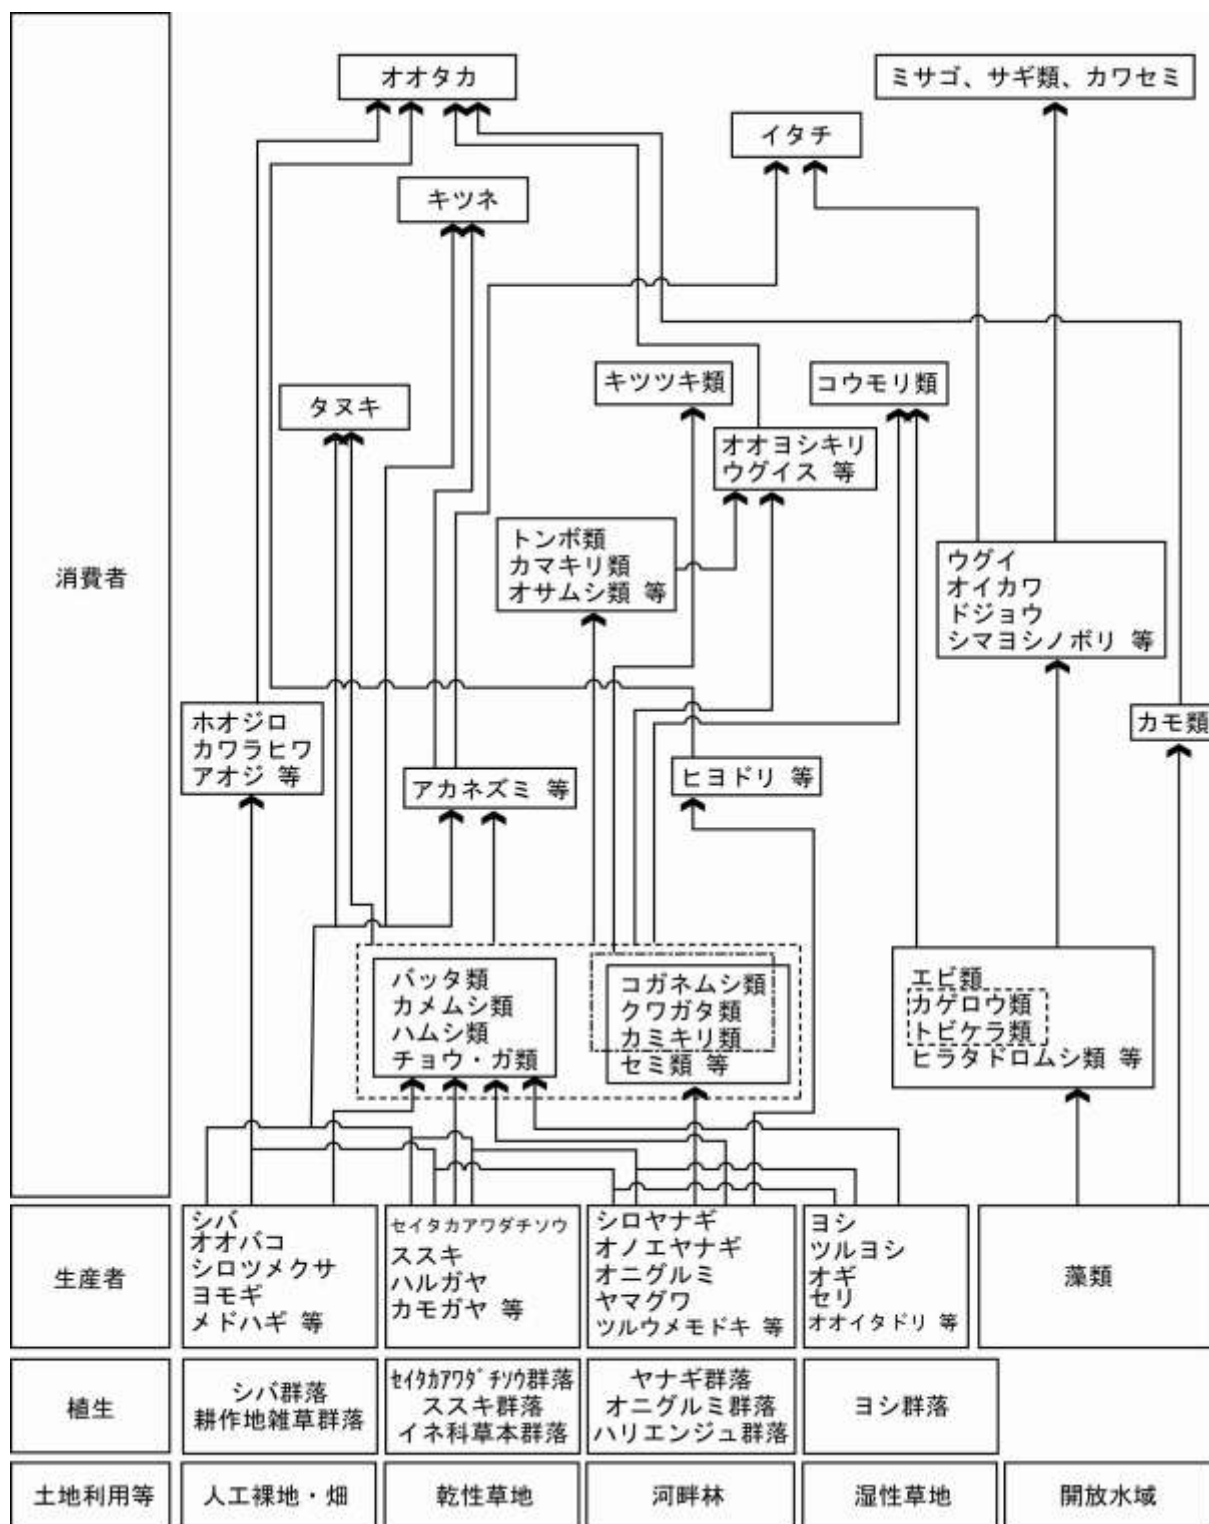 オオタカ
ミサゴ、サギ類、カワセミ
イタチ
キツネ
キツツキ類
コウモリ類
タヌキ
オオヨシキリ
ウグイス 等
トンボ類
カマキリ類
オサムシ類 等
ウグイ
オイカワ
ドジョウ
シマヨシノボリ 等
消費者
ホオジロ
カワラヒワ
アオジ 等
カモ類
アカネズミ 等
ヒヨドリ 等
バッタ類
カメムシ類
ハムシ類
チョウ・ガ類
コガネムシ類
クワガタ類
カミキリ類
セミ類 等
エビ類
カゲロウ類
トビケラ類
ヒラタドロムシ類 等
生産者
シバ
オオバコ
シロツメクサ
ヨモギ
メドハギ 等
セイタカアワダチソウ
ススキ
ハルガヤ
カモガヤ 等
シロヤナギ
オノエヤナギ
オニグルミ
ヤマグワ
ツルウメモドキ 等
ヨシ
ツルヨシ
オギ
セリ
オオイタドリ 等
藻類
植生
シバ群落
耕作地雑草群落
ｾｲﾀｶｱﾜﾀﾞﾁｿｳ群落
ススキ群落
イネ科草本群落
ヤナギ群落
オニグルミ群落
ハリエンジュ群落
ヨシ群落
土地利用等
人工裸地・畑
乾性草地
河畔林
湿性草地
開放水域